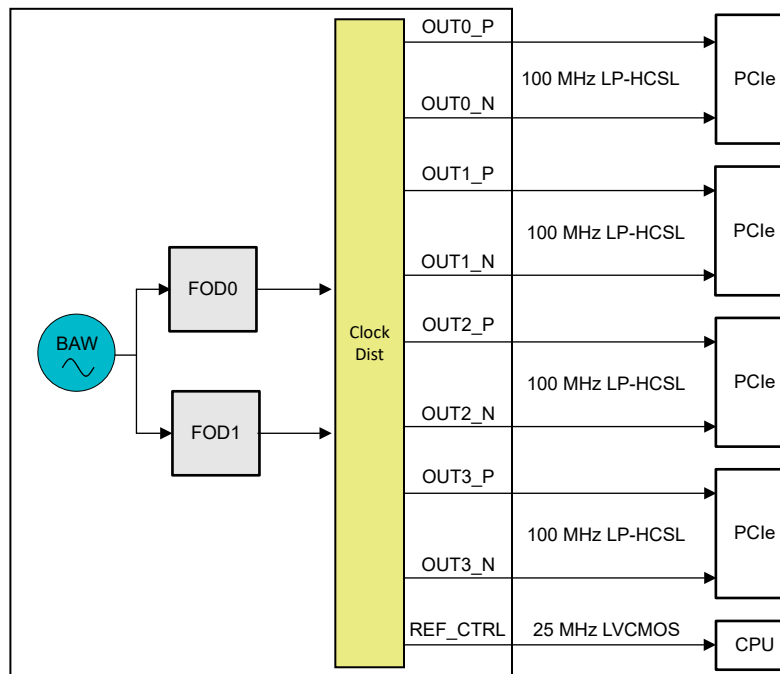 OUT0_P
100 MHz LP-HCSL
PCIe
OUT0_N
OUT1_P
100 MHz LP-HCSL
PCIe
OUT1_N
FOD0
BAW
FOD1
Clock
Dist
OUT2_P
100 MHz LP-HCSL
PCIe
OUT2_N
OUT3_P
100 MHz LP-HCSL
PCIe
OUT3_N
REF_CTRL
25 MHz LVCMOS
CPU